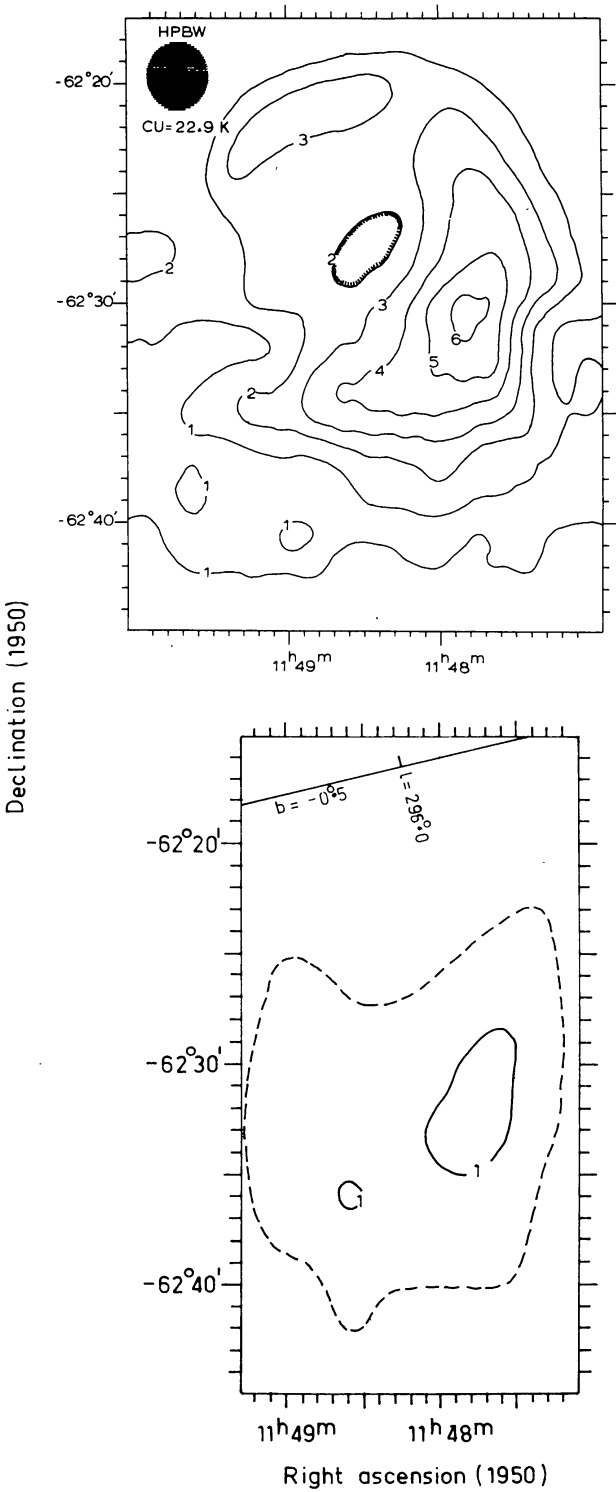 HPBW
-62°20′
CU=22.9 K
3
2
2
-62°30′
3
6
5
4
2
1
1
1
-62°40′
1
11ʰ49ᵐ
11ʰ48ᵐ
Declination (1950)
b = -0°.5
l = 296°.0
-62°20′
-62°30′
1
1
-62°40′
11ʰ49ᵐ
11ʰ48ᵐ
Right ascension (1950)